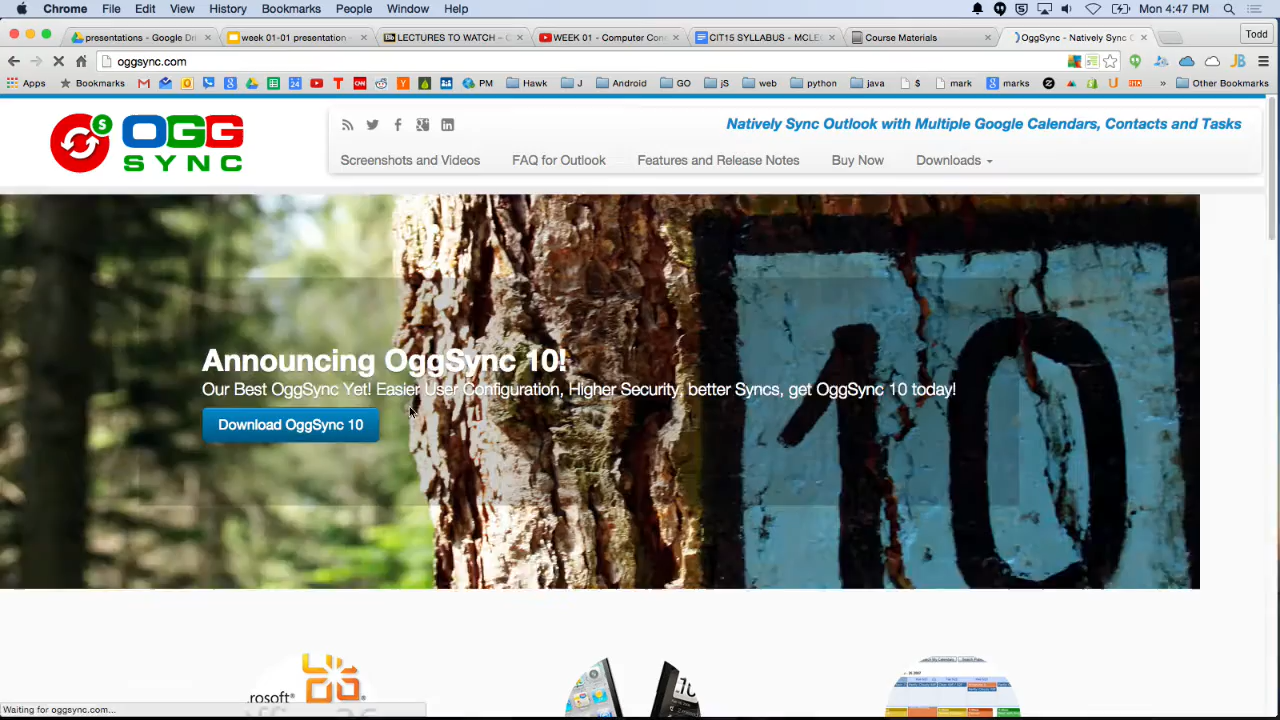 Chrome File Edit View History Bookmarks People Window Help Mon 4:47 PM
presentations - Google Dri week 01-01 presentation LECTURES TO WATCH – WEEK 01 - Computer Con CIT15 SYLLABUS - MCLE Course Materials OggSync - Natively Sync O Todd
oggsync.com
Apps Bookmarks 24 CNN PM Hawk J Android GO jS web python java $ mark marks » Other Bookmarks
OGG SYNC
Natively Sync Outlook with Multiple Google Calendars, Contacts and Tasks
Screenshots and Videos FAQ for Outlook Features and Release Notes Buy Now Downloads
10
Announcing OggSync 10!
Our Best OggSync Yet! Easier User Configuration, Higher Security, better Syncs, get OggSync 10 today!
Download OggSync 10
Waiting for oggsync.com...